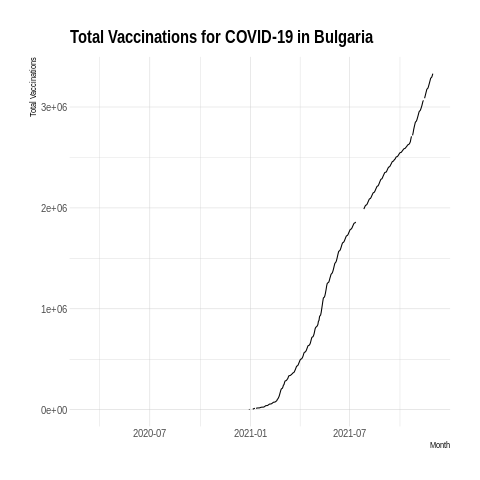 Total Vaccinations for COVID-19 in Bulgaria
Total Vaccinations
3e+06
2e+06
1e+06
0e+00
2020-07
2021-01
2021-07
Month